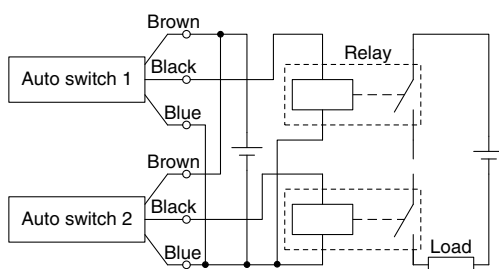 Brown
Auto switch 1
Black
Blue
Relay
Brown
Auto switch 2
Black
Blue
Load